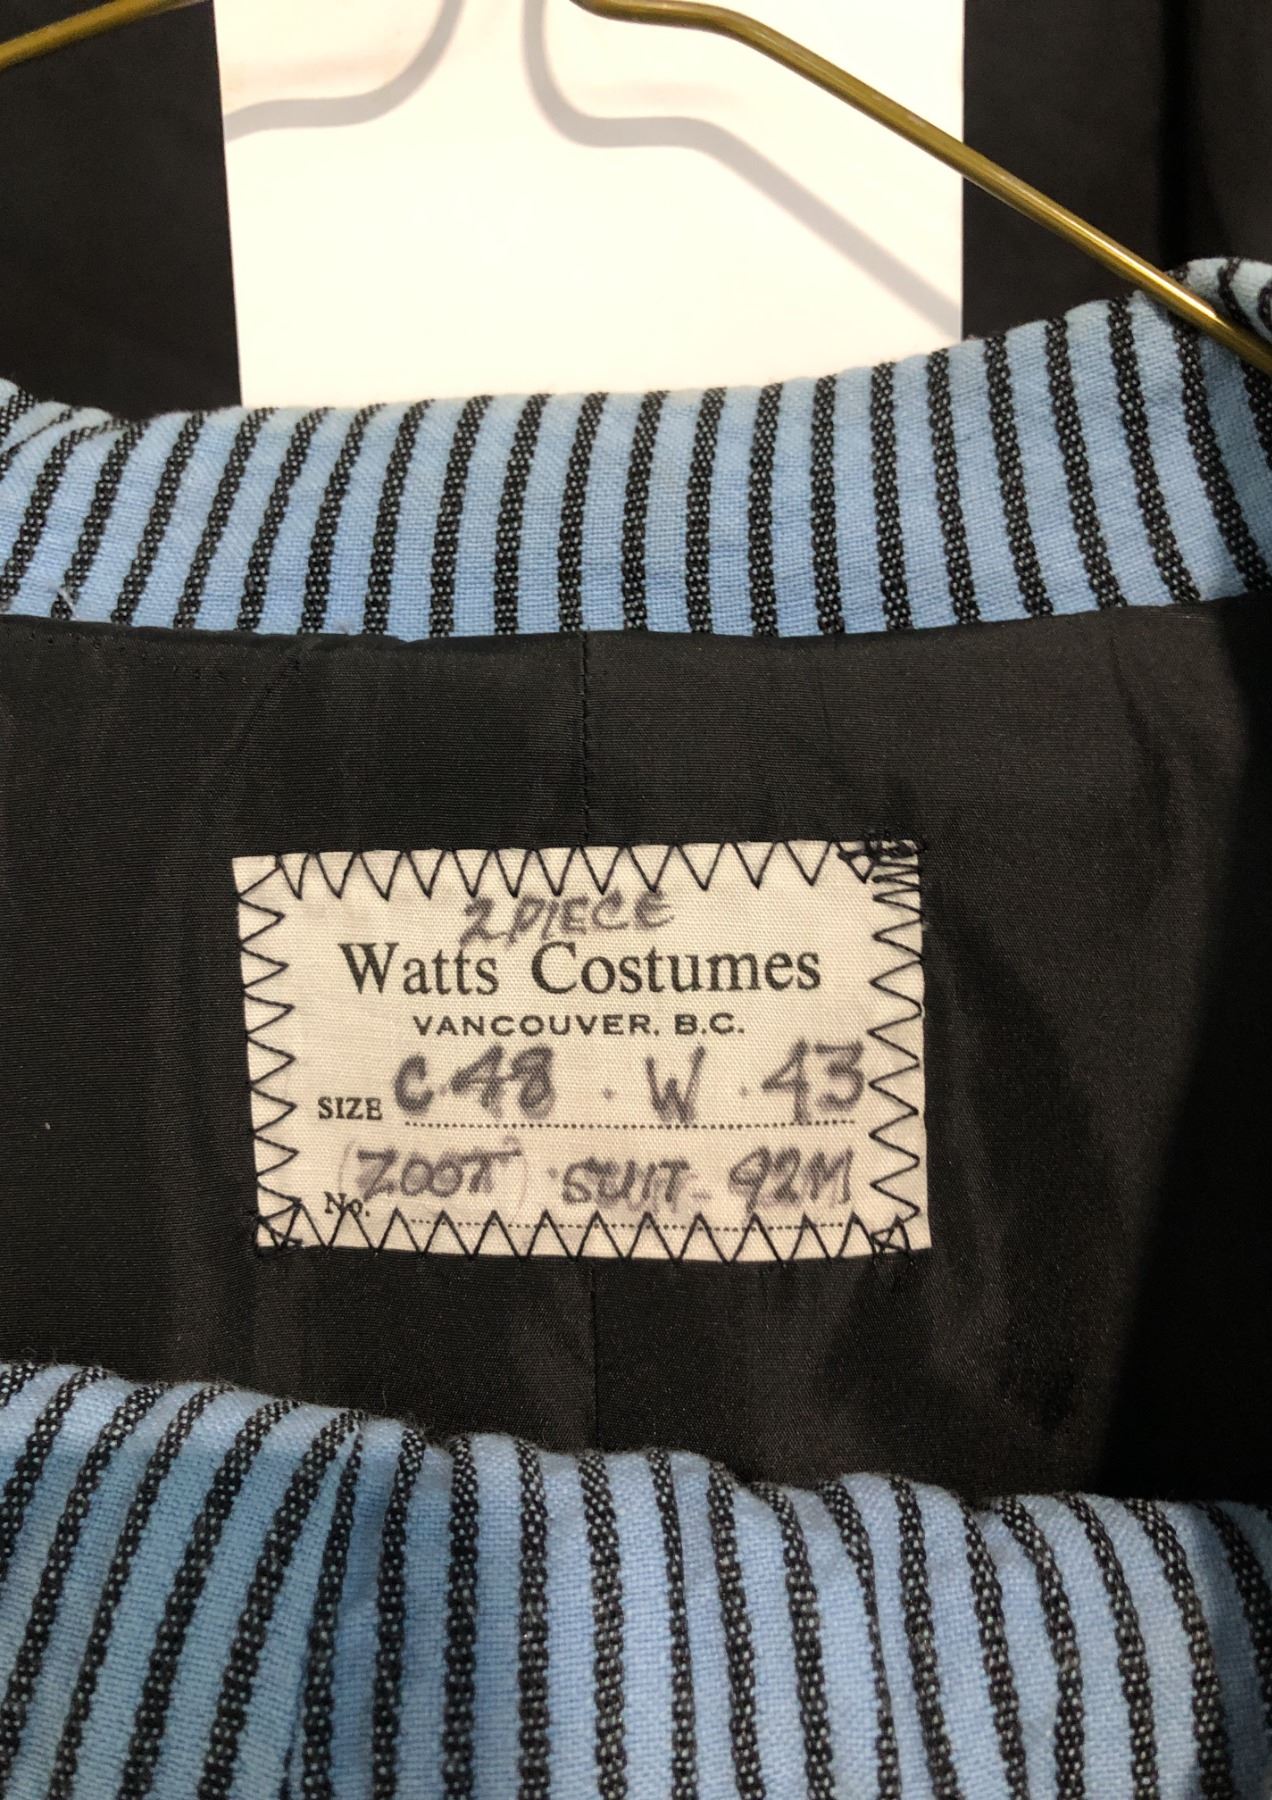 2 PIECE
Watts Costumes
VANCOUVER, B.C.
SIZE C.48 · W · 43
No. (ZOOT) · SUIT - 92M